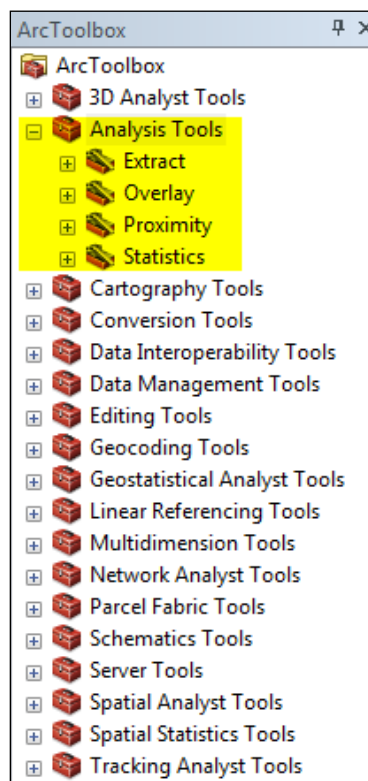 ArcToolbox
ArcToolbox
3D Analyst Tools
Analysis Tools
Extract
Overlay
Proximity
Statistics
Cartography Tools
Conversion Tools
Data Interoperability Tools
Data Management Tools
Editing Tools
Geocoding Tools
Geostatistical Analyst Tools
Linear Referencing Tools
Multidimension Tools
Network Analyst Tools
Parcel Fabric Tools
Schematics Tools
Server Tools
Spatial Analyst Tools
Spatial Statistics Tools
Tracking Analyst Tools